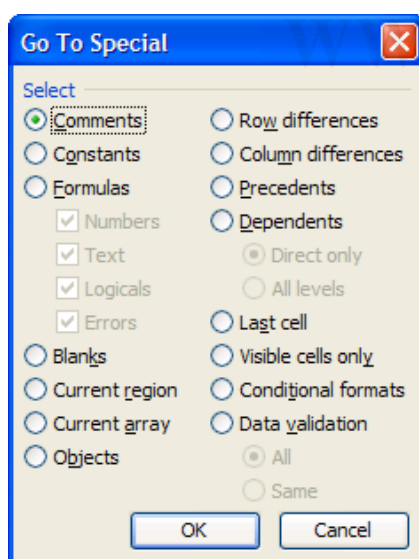 Go To Special
Select
Comments
Constants
Formulas
Numbers
Text
Logicals
Errors
Blanks
Current region
Current array
Objects
Row differences
Column differences
Precedents
Dependents
Direct only
All levels
Last cell
Visible cells only
Conditional formats
Data validation
All
Same
OK
Cancel